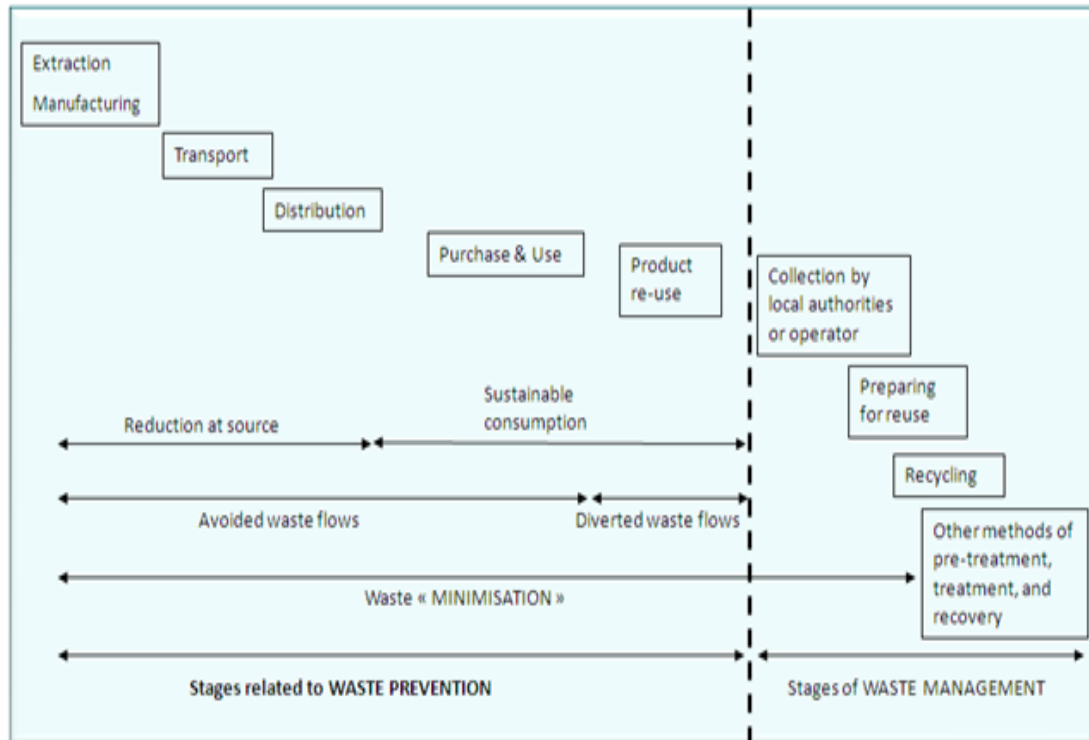 Extraction
Manufacturing
Transport
Distribution
Purchase & Use
Product
re-use
Collection by
local authorities
or operator
Preparing
for reuse
Recycling
Other methods of
pre-treatment,
treatment, and
recovery
Reduction at source
Sustainable
consumption
Avoided waste flows
Diverted waste flows
Waste « MINIMISATION »
Stages related to WASTE PREVENTION
Stages of WASTE MANAGEMENT